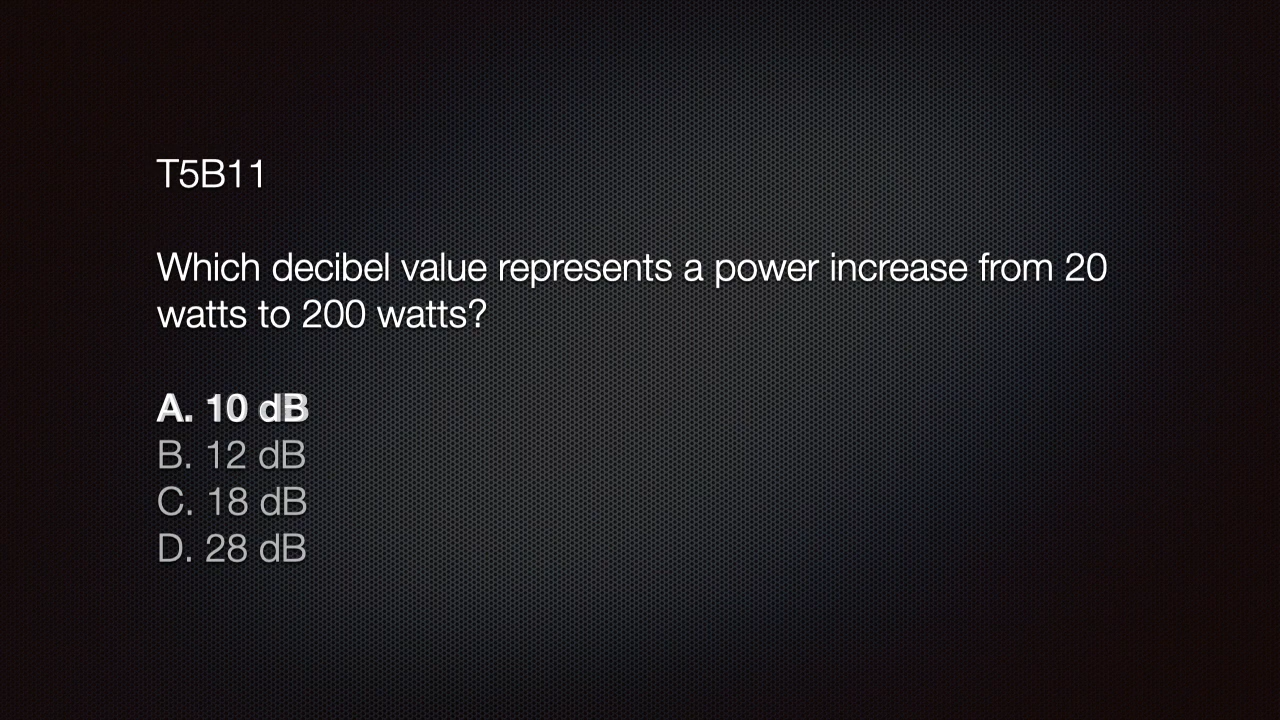 T5B11
Which decibel value represents a power increase from 20
watts to 200 watts?
A. 10 dB
B. 12 dB
C. 18 dB
D. 28 dB